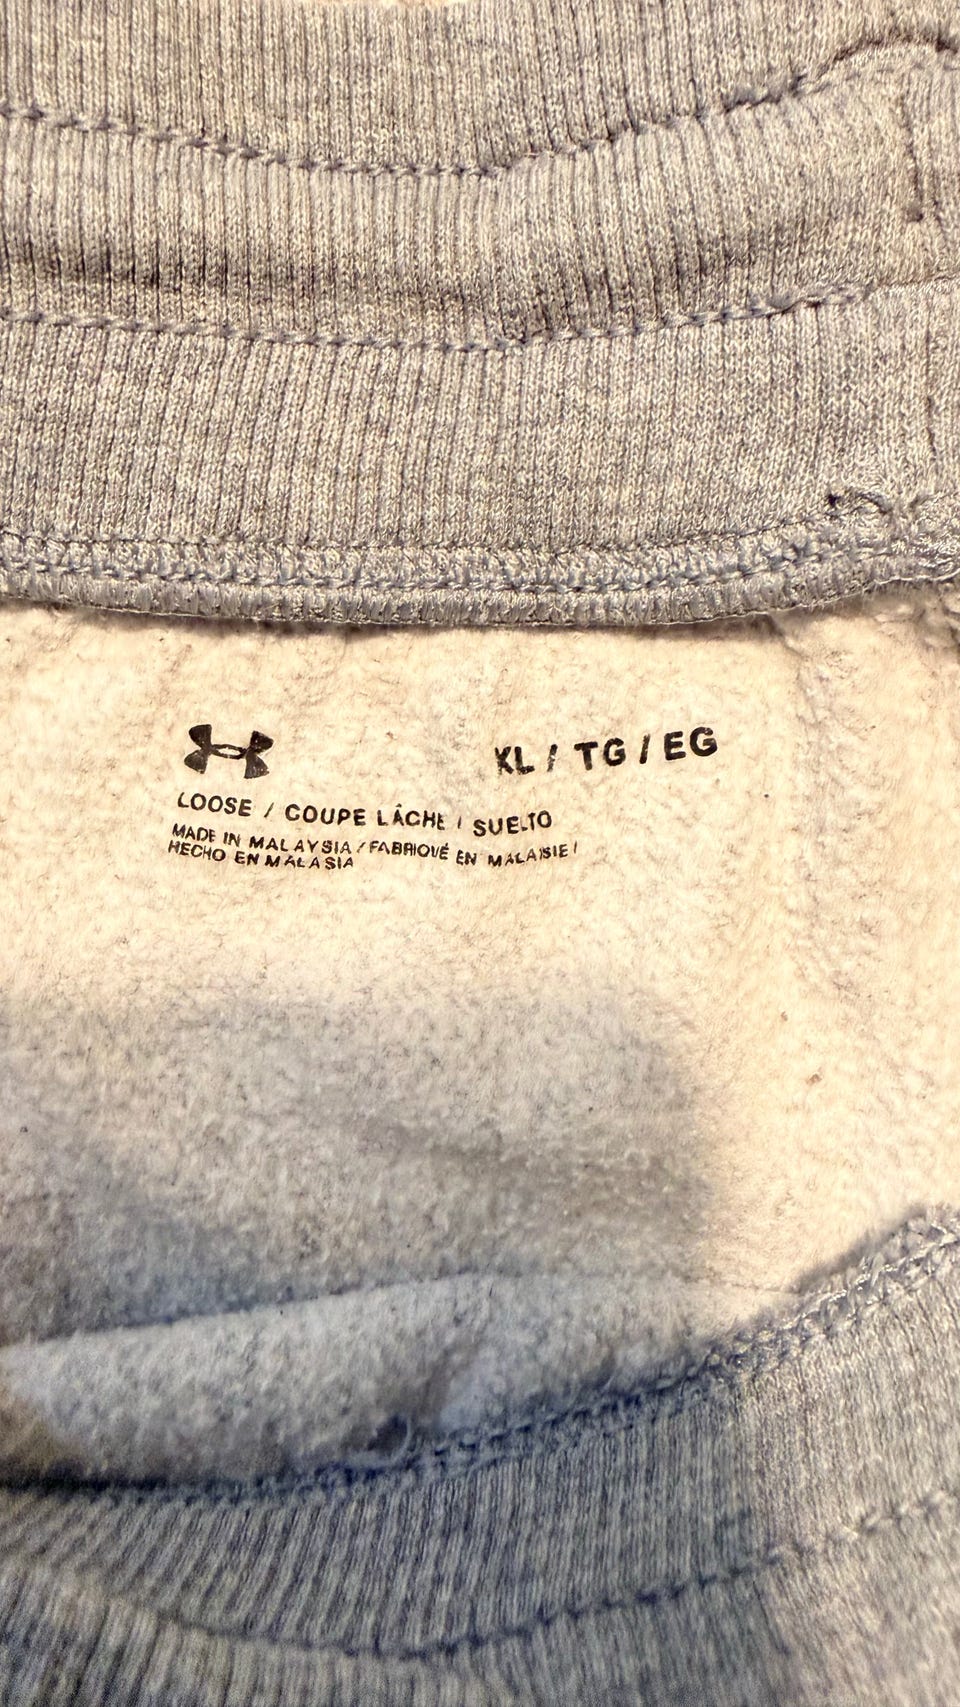 XL / TG / EG
LOOSE / COUPE LÂCHE / SUELTO
MADE IN MALAYSIA / FABRIQUÉ EN MALAISIE /
HECHO EN MALASIA